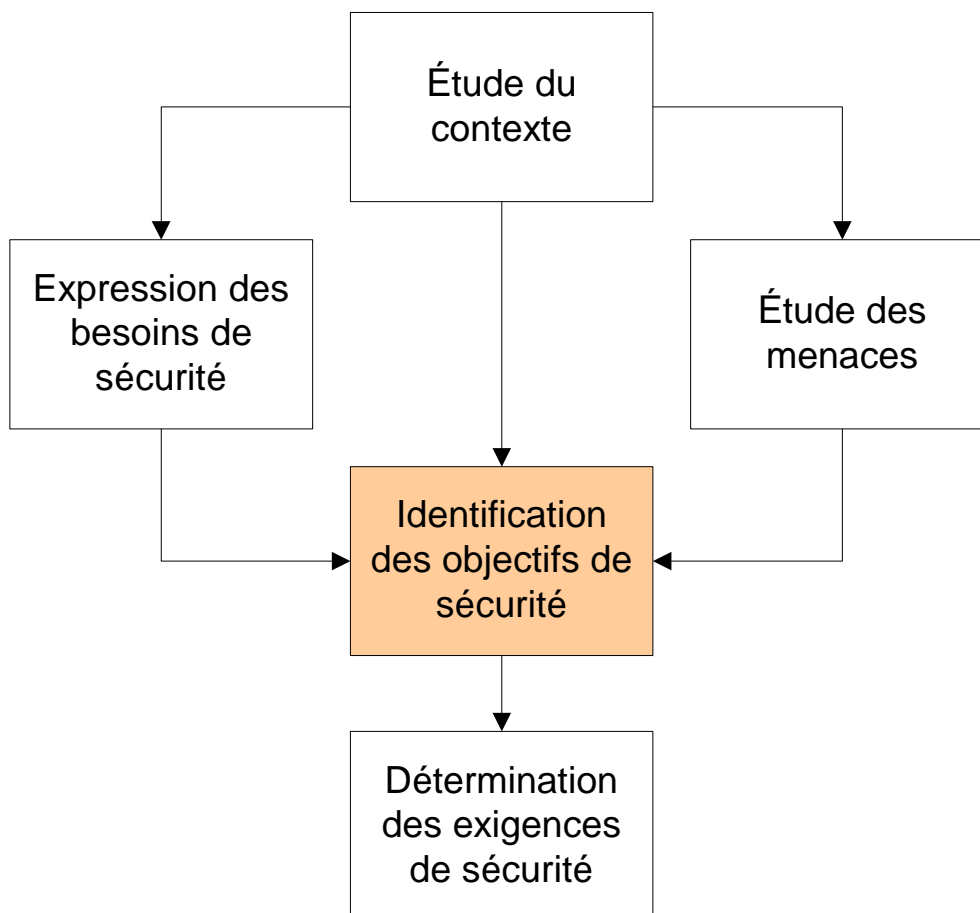 Étude du
contexte
Expression des
besoins de
sécurité
Étude des
menaces
Identification
des objectifs de
sécurité
Détermination
des exigences
de sécurité